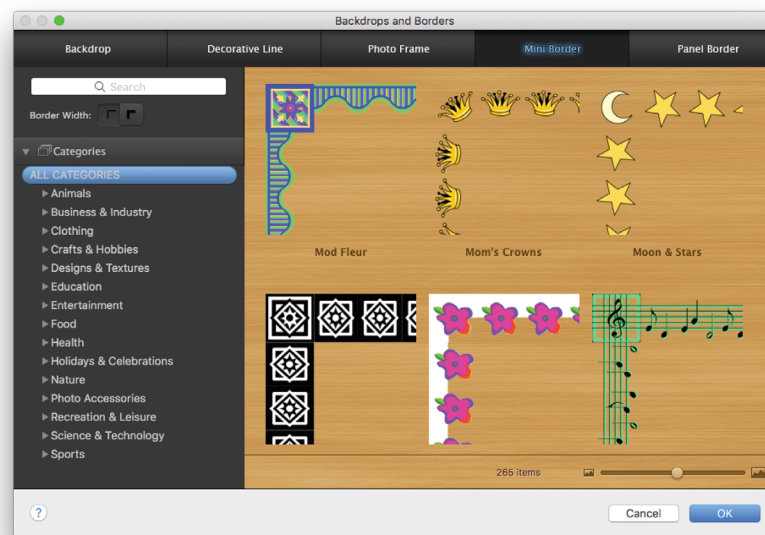 Backdrops and Borders
Backdrop
Decorative Line
Photo Frame
Mini Border
Panel Border
Search
Border Width:
Categories
ALL CATEGORIES
Animals
Business & Industry
Clothing
Crafts & Hobbies
Designs & Textures
Education
Entertainment
Food
Health
Holidays & Celebrations
Nature
Photo Accessories
Recreation & Leisure
Science & Technology
Sports
Mod Fleur
Mom's Crowns
Moon & Stars
265 items
?
Cancel
OK